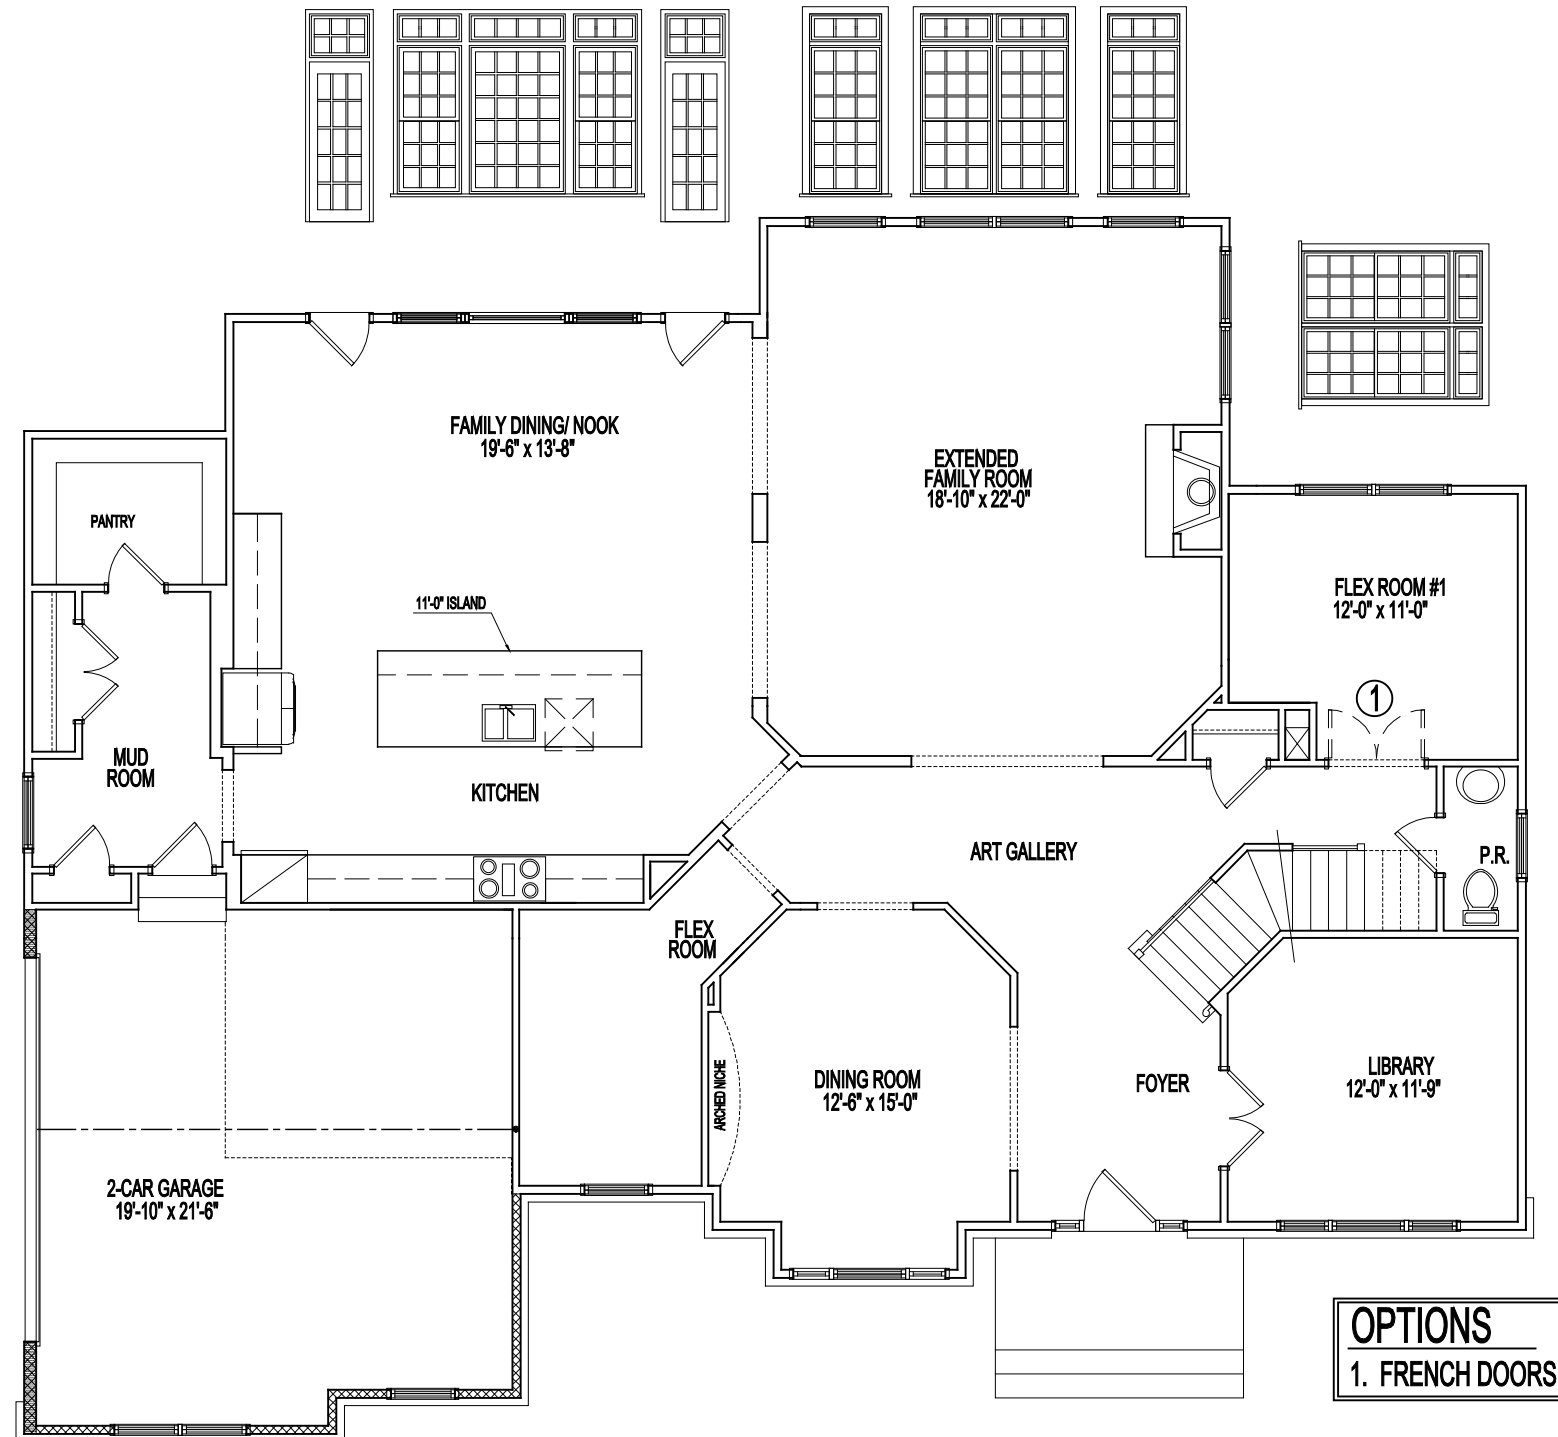 FAMILY DINING/ NOOK
19'-6" x 13'-8"
EXTENDED
FAMILY ROOM
18'-10" x 22'-0"
PANTRY
FLEX ROOM #1
12'-0" x 11'-0"
11'-0" ISLAND
1
MUD
ROOM
KITCHEN
ART GALLERY
P.R.
FLEX
ROOM
DINING ROOM
12'-6" x 15'-0"
ARCHED NICHE
FOYER
LIBRARY
12'-0" x 11'-9"
2-CAR GARAGE
19'-10" x 21'-6"
OPTIONS
1. FRENCH DOORS